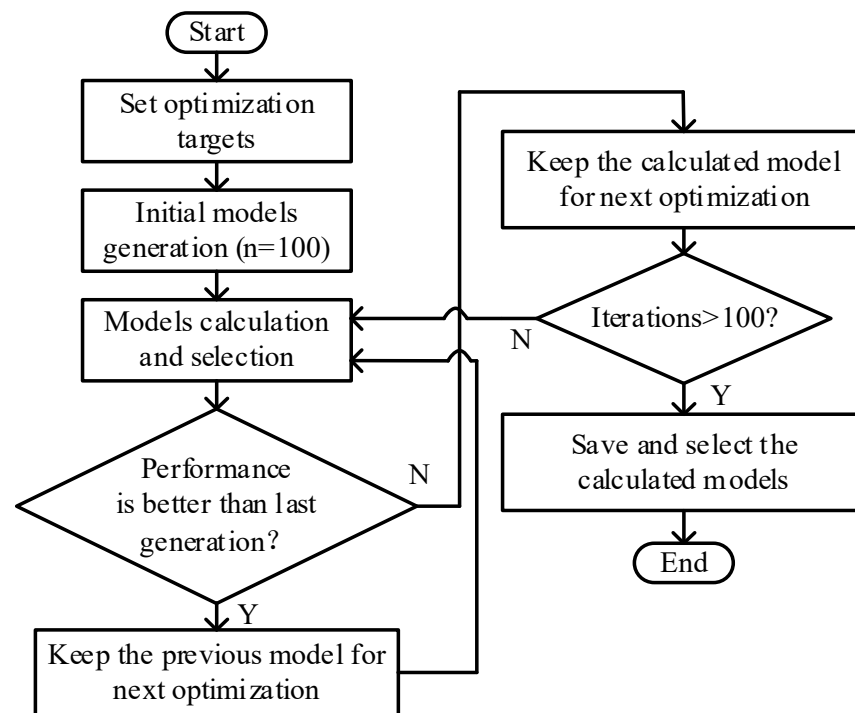 Start
Set optimization
targets
Initial models
generation (n=100)
Models calculation
and selection
Performance
is better than last
generation?
N
Y
Keep the previous model for
next optimization
Keep the calculated model
for next optimization
Iterations>100?
N
Y
Save and select the
calculated models
End